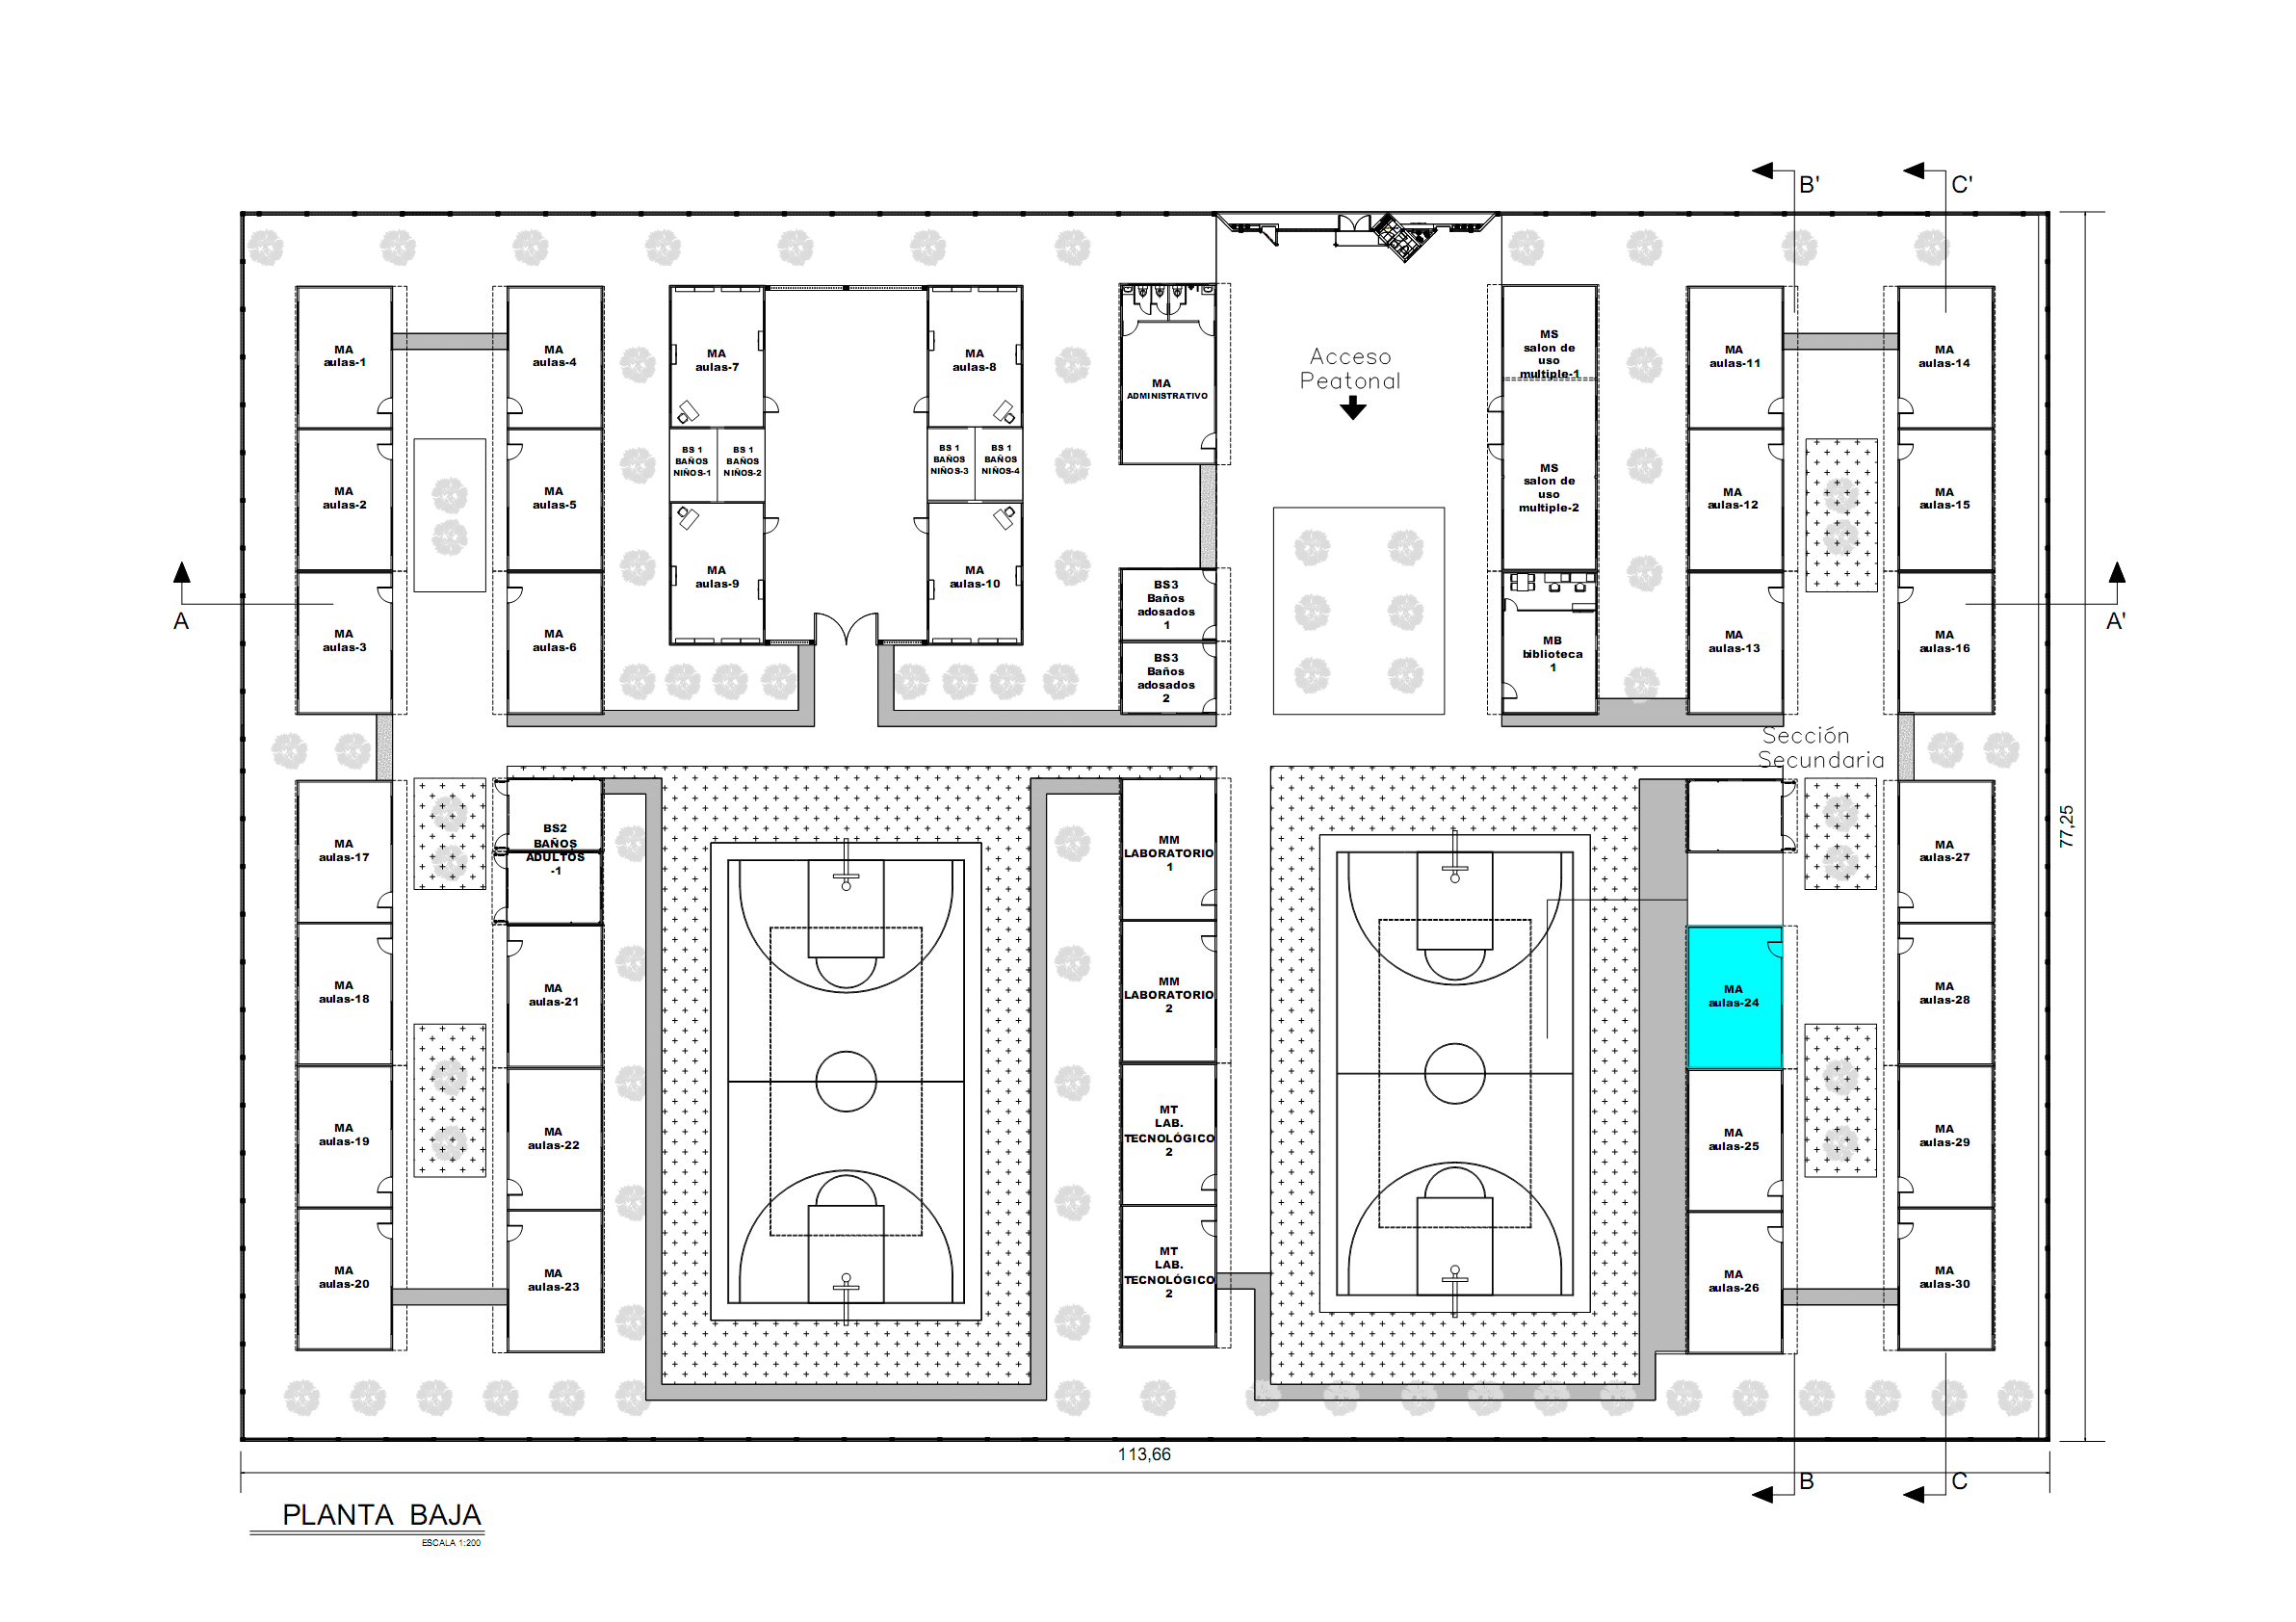 B'
C'
MA
aulas-1
MA
aulas-4
MA
aulas-7
MA
aulas-8
MA
ADMINISTRATIVO
Acceso
Peatonal
MS
salon de
uso
multiple-1
MA
aulas-11
MA
aulas-14
BS 1
BAÑOS
NIÑOS-1
BS 1
BAÑOS
NIÑOS-2
BS 1
BAÑOS
NIÑOS-3
BS 1
BAÑOS
NIÑOS-4
MA
aulas-2
MA
aulas-5
MS
salon de
uso
multiple-2
MA
aulas-12
MA
aulas-15
A
MA
aulas-3
MA
aulas-6
MA
aulas-9
MA
aulas-10
BS3
Baños
adosados
1
BS3
Baños
adosados
2
MB
biblioteca
1
MA
aulas-13
MA
aulas-16
A'
Sección
Secundaria
77,25
MA
aulas-17
BS2
BAÑOS
ADULTOS
-1
MM
LABORATORIO
1
MA
aulas-27
MA
aulas-18
MA
aulas-21
MM
LABORATORIO
2
MA
aulas-24
MA
aulas-28
MA
aulas-19
MA
aulas-22
MT
LAB.
TECNOLÓGICO
2
MA
aulas-25
MA
aulas-29
MA
aulas-20
MA
aulas-23
MT
LAB.
TECNOLÓGICO
2
MA
aulas-26
MA
aulas-30
113,66
B
C
PLANTA BAJA
ESCALA 1:200